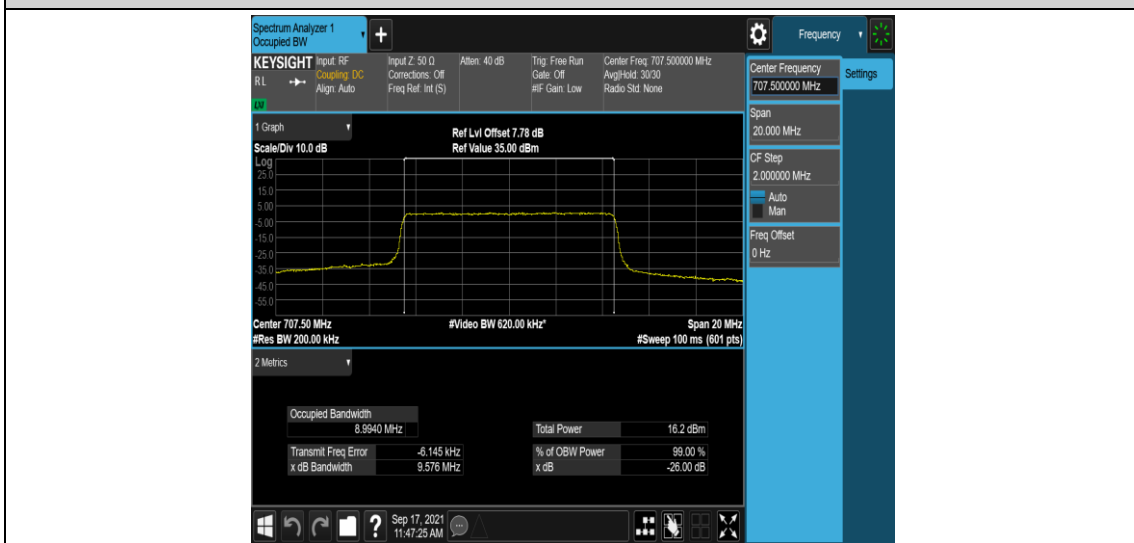 Spectrum Analyzer 1
Occupied BW
Frequency
KEYSIGHT
RL
LXI
Input: RF
Coupling: DC
Align: Auto
Input Z: 50 Ω
Corrections: Off
Freq Ref: Int (S)
Atten: 40 dB
Trig: Free Run
Gate: Off
#IF Gain: Low
Center Freq: 707.500000 MHz
Avg|Hold: 30/30
Radio Std: None
1 Graph
Scale/Div 10.0 dB
Ref Lvl Offset 7.78 dB
Ref Value 35.00 dBm
Log
25.0
15.0
5.00
-5.00
-15.0
-25.0
-35.0
-45.0
-55.0
Center 707.50 MHz
#Res BW 200.00 kHz
#Video BW 620.00 kHz*
Span 20 MHz
#Sweep 100 ms (601 pts)
2 Metrics
Occupied Bandwidth
8.9940 MHz
Total Power 16.2 dBm
Transmit Freq Error -6.145 kHz
% of OBW Power 99.00 %
x dB Bandwidth 9.576 MHz
x dB -26.00 dB
Center Frequency
707.500000 MHz
Settings
Span
20.000 MHz
CF Step
2.000000 MHz
Auto
Man
Freq Offset
0 Hz
?
Sep 17, 2021
11:47:25 AM